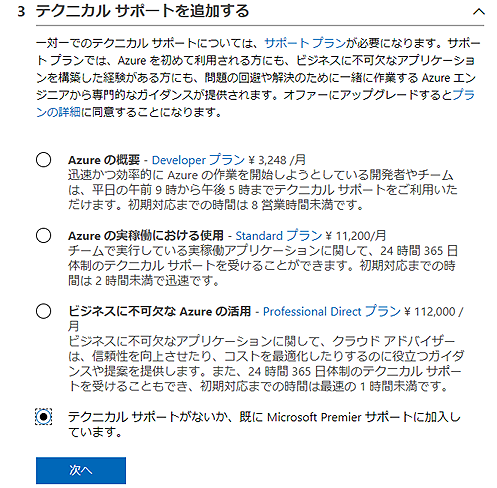 3 テクニカル サポートを追加する
一対一でのテクニカル サポートについては、サポート プランが必要になります。サポー
ト プランでは、Azure を初めて利用される方にも、ビジネスに不可欠なアプリケーショ
ンを構築した経験がある方にも、問題の回避や解決のために一緒に作業する Azure エン
ジニアから専門的なガイダンスが提供されます。オファーにアップグレードするとプラ
ンの詳細に同意することになります。
Azure の概要 - Developer プラン ¥ 3,248 /月
迅速かつ効率的に Azure の作業を開始しようとしている開発者やチーム
は、平日の午前 9 時から午後 5 時までテクニカル サポートをご利用いた
だけます。初期対応までの時間は 8 営業時間未満です。
Azure の実稼働における使用 - Standard プラン ¥ 11,200/月
チームで実行している実稼働アプリケーションに関して、24 時間 365 日
体制のテクニカル サポートを受けることができます。初期対応までの時
間は 2 時間未満で迅速です。
ビジネスに不可欠な Azure の活用 - Professional Direct プラン ¥ 112,000 /
月
ビジネスに不可欠なアプリケーションに関して、クラウド アドバイザー
は、信頼性を向上させたり、コストを最適化したりするのに役立つガイダ
ンスや提案を提供します。また、24 時間 365 日体制のテクニカル サポー
トを受けることもでき、初期対応までの時間は最速の 1 時間未満です。
テクニカル サポートがないか、既に Microsoft Premier サポートに加入し
ています。
次へ